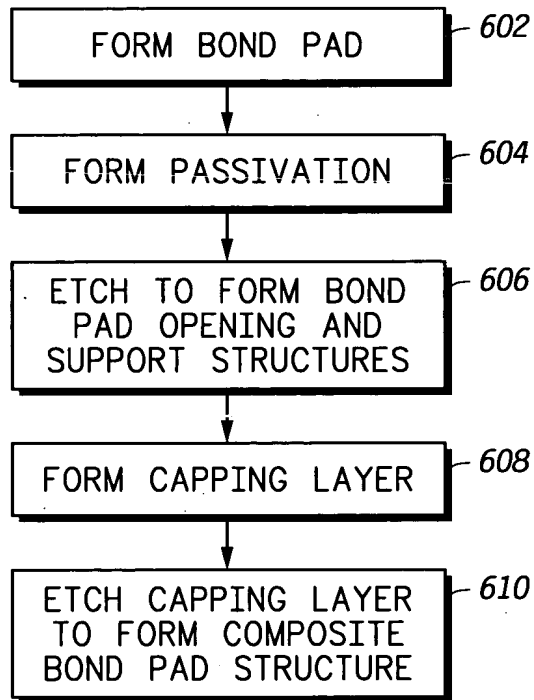 FORM BOND PAD
602
FORM PASSIVATION
604
ETCH TO FORM BOND
PAD OPENING AND
SUPPORT STRUCTURES
606
FORM CAPPING LAYER
608
ETCH CAPPING LAYER
TO FORM COMPOSITE
BOND PAD STRUCTURE
610